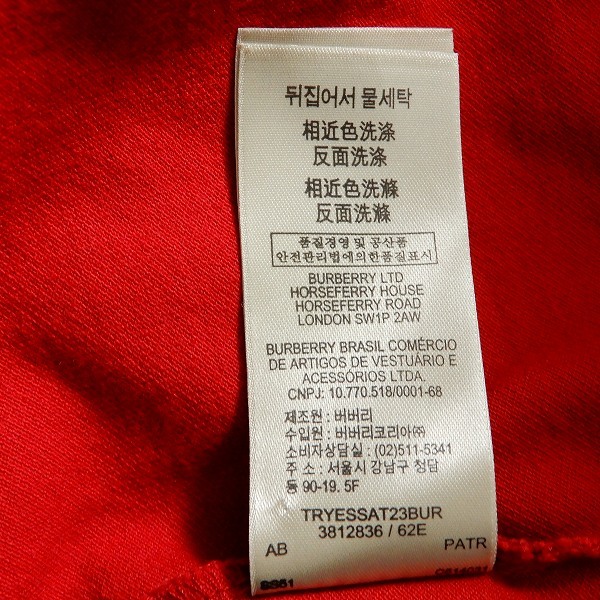 뒤집어서 물세탁
相近色洗涤
反面洗涤
相近色洗滌
反面洗滌
품질경영 및 공산품
안전관리법에의한품질표시
BURBERRY LTD
HORSEFERRY HOUSE
HORSEFERRY ROAD
LONDON SW1P 2AW
BURBERRY BRASIL COMÉRCIO
DE ARTIGOS DE VESTUÁRIO E
ACESSÓRIOS LTDA.
CNPJ: 10.770.518/0001-68
제조원 : 버버리
수입원 : 버버리코리아㈜
소비자상담실 : (02)511-5341
주 소 : 서울시 강남구 청담
동 90-19. 5F
TRYESSAT23BUR
3812836 / 62E
AB PATR